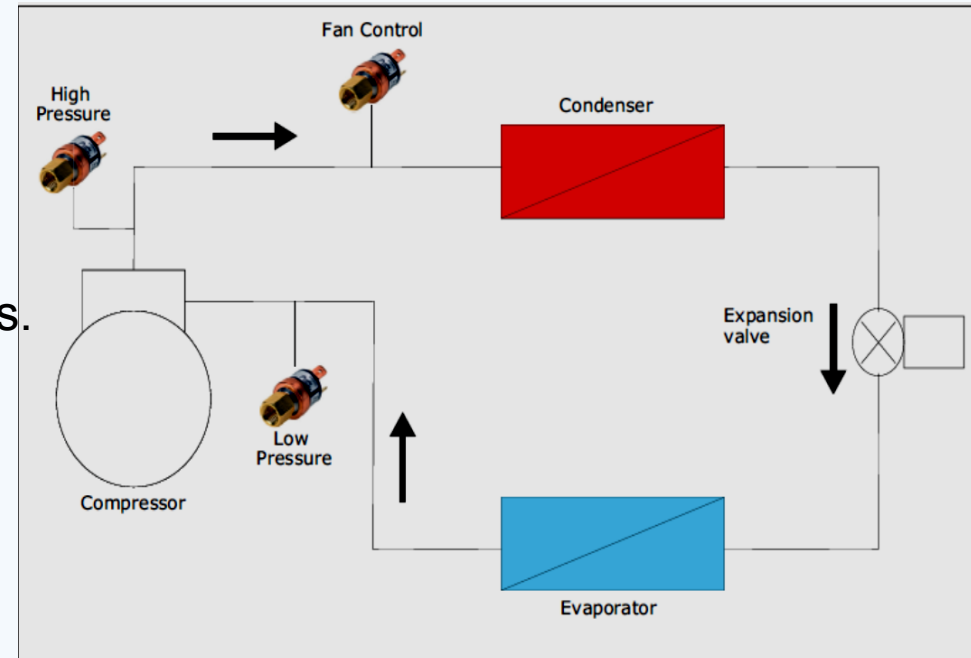 Fan Control
High
Pressure
Condenser
s.
Expansion
valve
Low
Pressure
Compressor
Evaporator